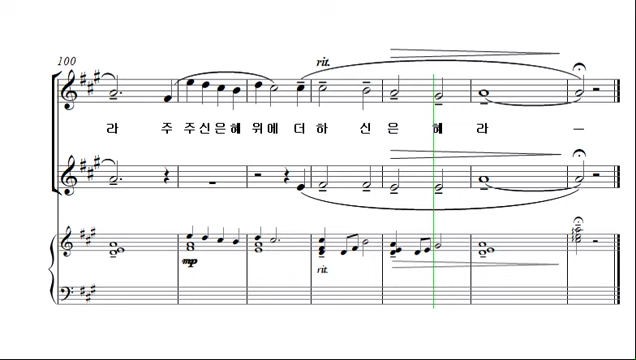 100
rit.
라 주 주신은혜 위에 더하 신은 혜 라 –
mp
rit.